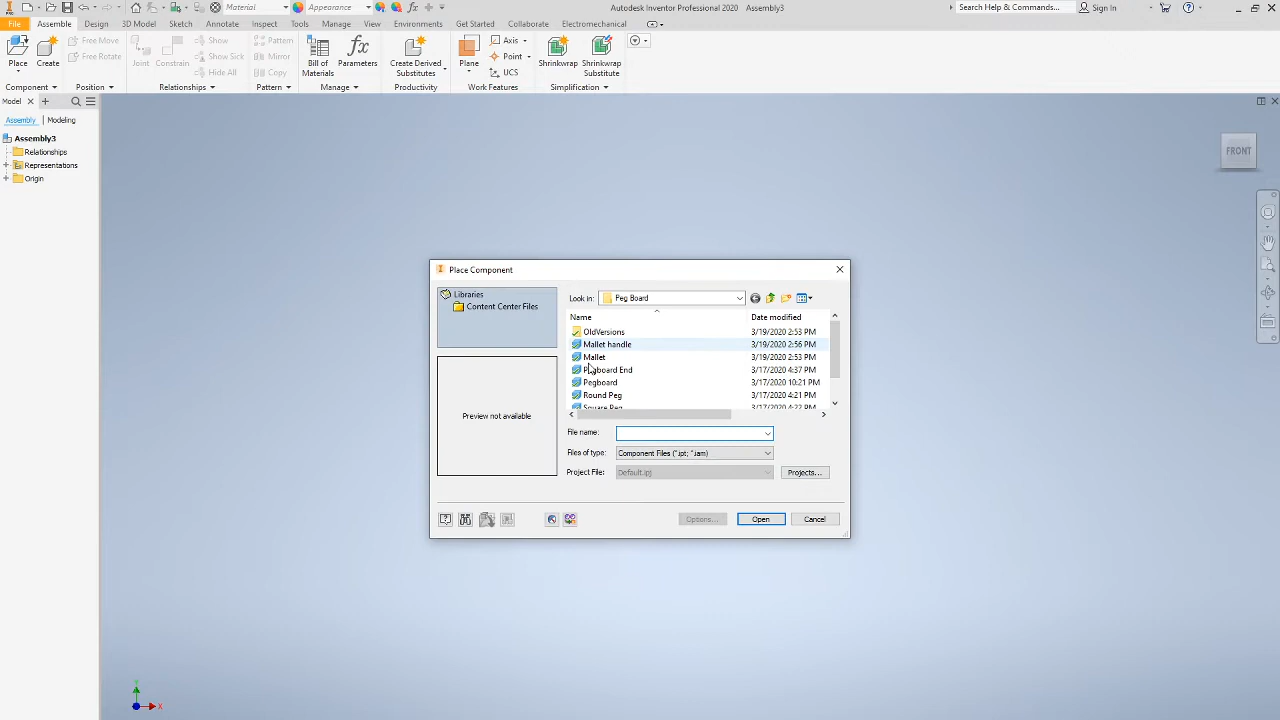 Material
Appearance
Autodesk Inventor Professional 2020 Assembly3
Search Help & Commands...
Sign In
File Assemble Design 3D Model Sketch Annotate Inspect Tools Manage View Environments Get Started Collaborate Electromechanical
Place
Create
Free Move
Free Rotate
Joint
Constrain
Show
Show Sick
Hide All
Pattern
Mirror
Copy
Bill of
Materials
Parameters
Create Derived
Substitutes
Plane
Axis
Point
UCS
Shrinkwrap
Shrinkwrap
Substitute
Component Position Relationships Pattern Manage Productivity Work Features Simplification
Model
Assembly Modeling
Assembly3
Relationships
Representations
Origin
FRONT
Place Component
Libraries
Content Center Files
Preview not available
Look in: Peg Board
Name Date modified
OldVersions 3/19/2020 2:53 PM
Mallet handle 3/19/2020 2:56 PM
Mallet 3/19/2020 2:53 PM
Pegboard End 3/17/2020 4:37 PM
Pegboard 3/17/2020 10:21 PM
Round Peg 3/17/2020 4:21 PM
Square Peg 3/17/2020 4:22 PM
File name:
Files of type: Component Files (*.ipt; *.iam)
Project File: Default.ipj Projects...
Options... Open Cancel
Y
X